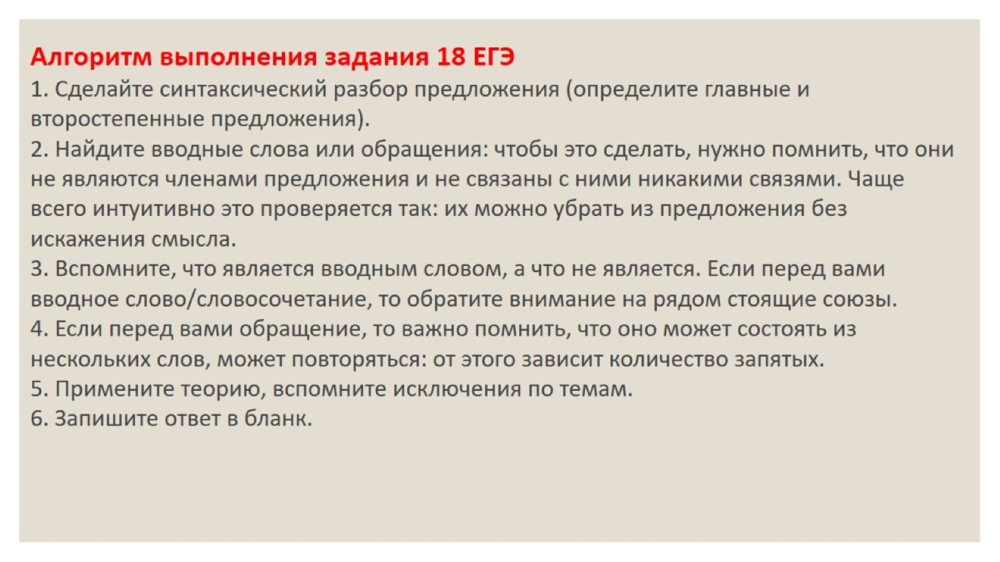 Алгоритм выполнения задания 18 ЕГЭ
1. Сделайте синтаксический разбор предложения (определите главные и
второстепенные предложения).
2. Найдите вводные слова или обращения: чтобы это сделать, нужно помнить, что они
не являются членами предложения и не связаны с ними никакими связями. Чаще
всего интуитивно это проверяется так: их можно убрать из предложения без
искажения смысла.
3. Вспомните, что является вводным словом, а что не является. Если перед вами
вводное слово/словосочетание, то обратите внимание на рядом стоящие союзы.
4. Если перед вами обращение, то важно помнить, что оно может состоять из
нескольких слов, может повторяться: от этого зависит количество запятых.
5. Примените теорию, вспомните исключения по темам.
6. Запишите ответ в бланк.